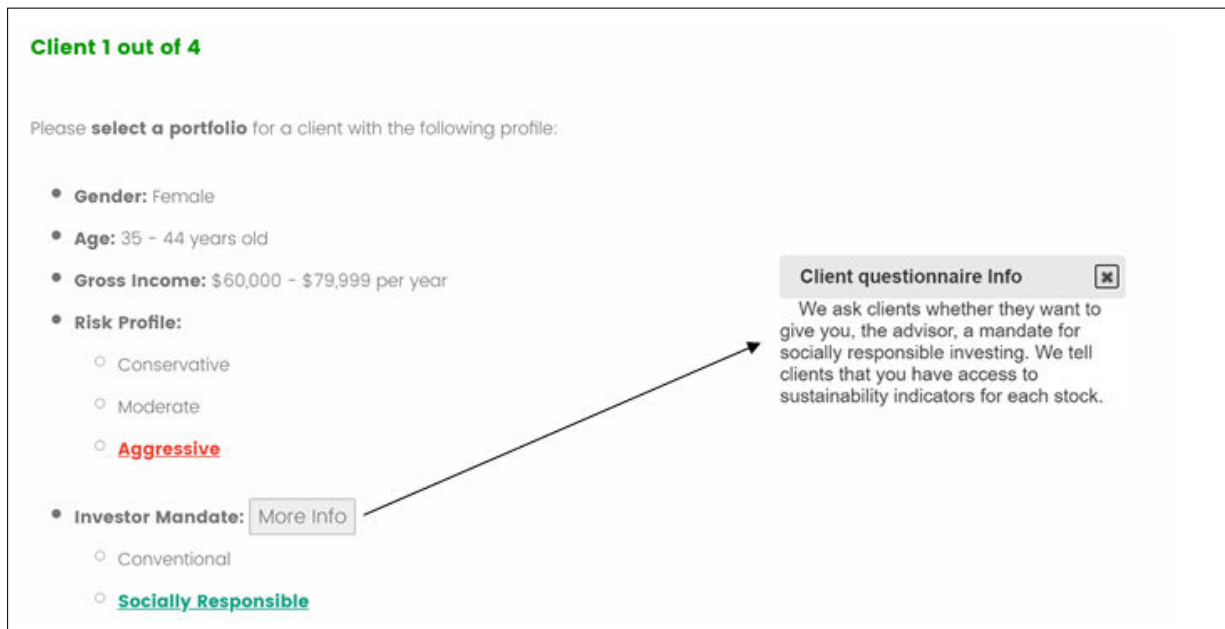 Client 1 out of 4
Please select a portfolio for a client with the following profile:
Gender: Female
Age: 35 - 44 years old
Gross Income: $60,000 - $79,999 per year
Risk Profile:
Conservative
Moderate
Aggressive
Investor Mandate: More Info
Conventional
Socially Responsible
Client questionnaire Info
We ask clients whether they want to
give you, the advisor, a mandate for
socially responsible investing. We tell
clients that you have access to
sustainability indicators for each stock.